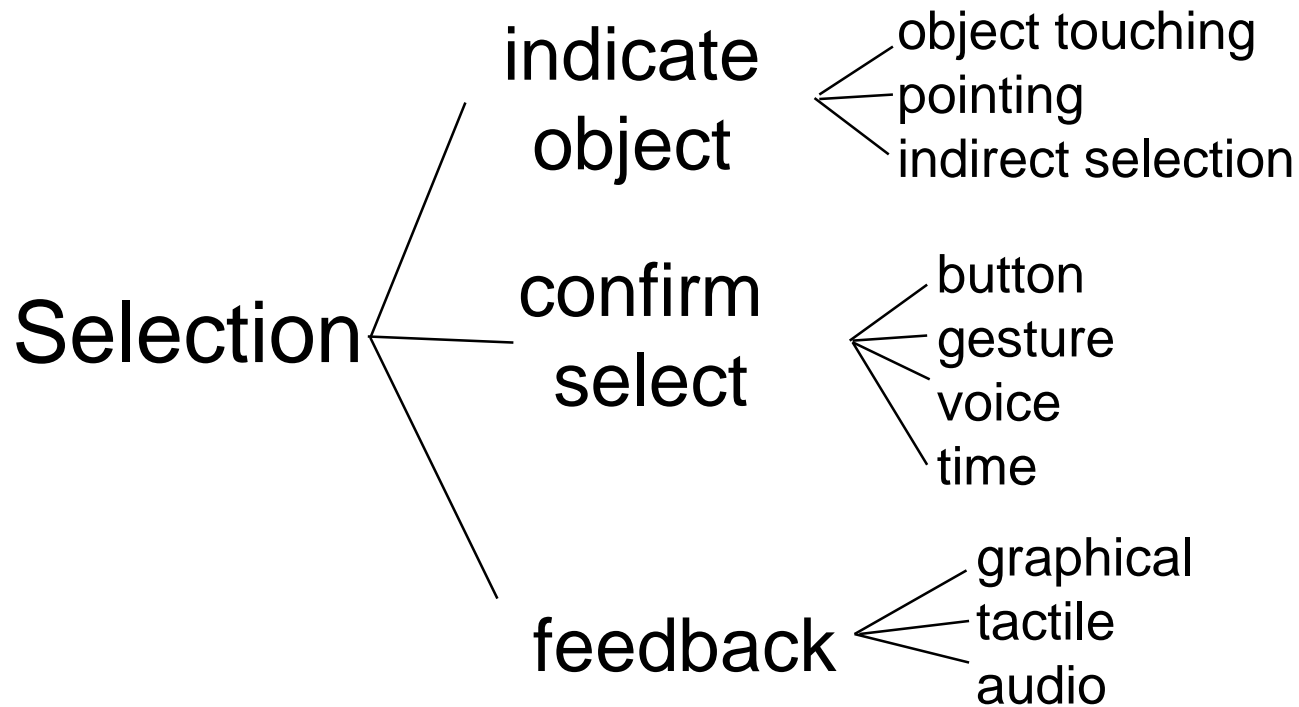 Selection
indicate
object
object touching
pointing
indirect selection
confirm
select
button
gesture
voice
time
feedback
graphical
tactile
audio